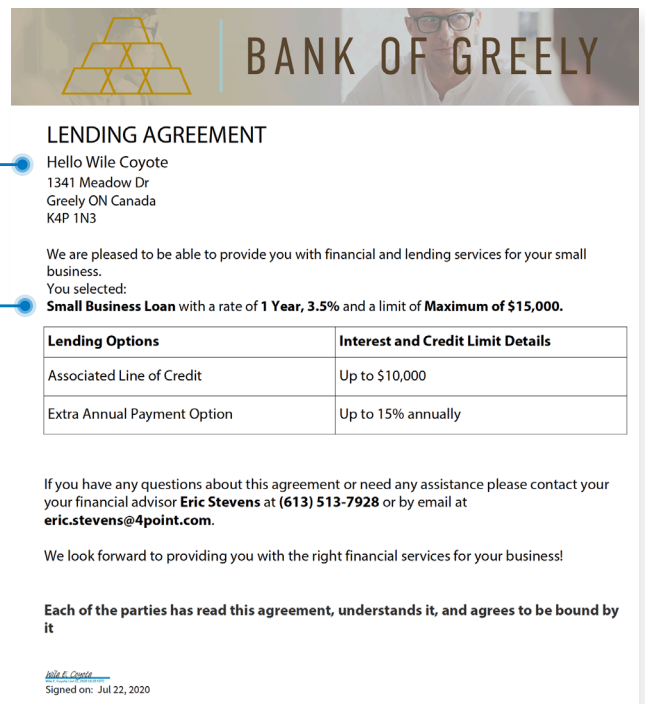 BANK OF GREELY
LENDING AGREEMENT
Hello Wile Coyote
1341 Meadow Dr
Greely ON Canada
K4P 1N3
We are pleased to be able to provide you with financial and lending services for your small
business.
You selected:
Small Business Loan with a rate of 1 Year, 3.5% and a limit of Maximum of $15,000.
Lending Options Interest and Credit Limit Details
Associated Line of Credit Up to $10,000
Extra Annual Payment Option Up to 15% annually
If you have any questions about this agreement or need any assistance please contact your
your financial advisor Eric Stevens at (613) 513-7928 or by email at
eric.stevens@4point.com.
We look forward to providing you with the right financial services for your business!
Each of the parties has read this agreement, understands it, and agrees to be bound by
it
Wile E. Coyote
Signed on: Jul 22, 2020